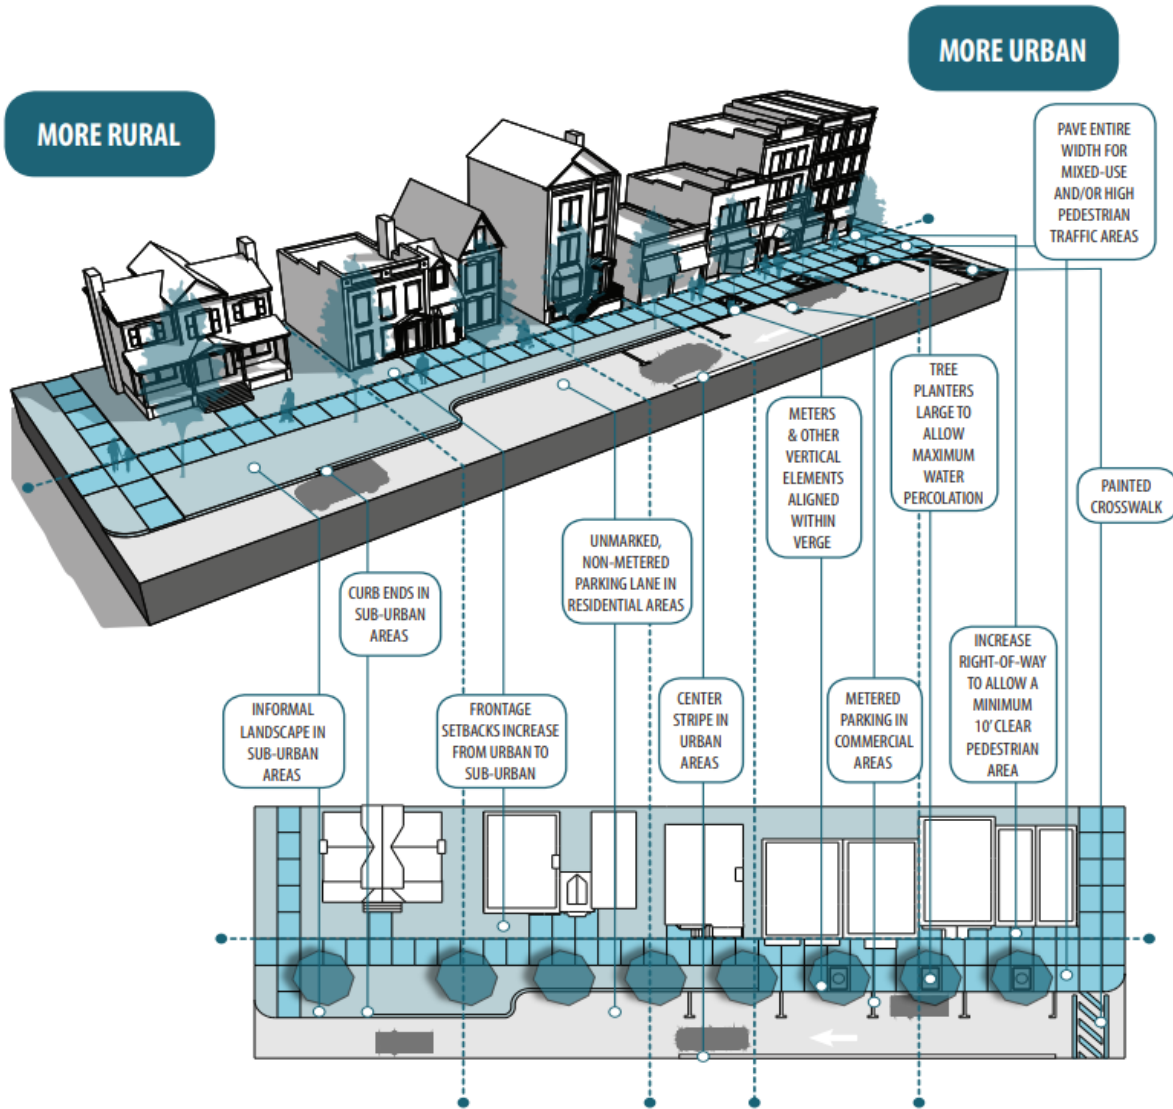 MORE URBAN
MORE RURAL
PAVE ENTIRE
WIDTH FOR
MIXED-USE
AND/OR HIGH
PEDESTRIAN
TRAFFIC AREAS
TREE
PLANTERS
LARGE TO
ALLOW
MAXIMUM
WATER
PERCOLATION
METERS
& OTHER
VERTICAL
ELEMENTS
ALIGNED
WITHIN
VERGE
PAINTED
CROSSWALK
UNMARKED,
NON-METERED
PARKING LANE IN
RESIDENTIAL AREAS
CURB ENDS IN
SUB-URBAN
AREAS
INCREASE
RIGHT-OF-WAY
TO ALLOW A
MINIMUM
10' CLEAR
PEDESTRIAN
AREA
INFORMAL
LANDSCAPE IN
SUB-URBAN
AREAS
FRONTAGE
SETBACKS INCREASE
FROM URBAN TO
SUB-URBAN
CENTER
STRIPE IN
URBAN
AREAS
METERED
PARKING IN
COMMERCIAL
AREAS